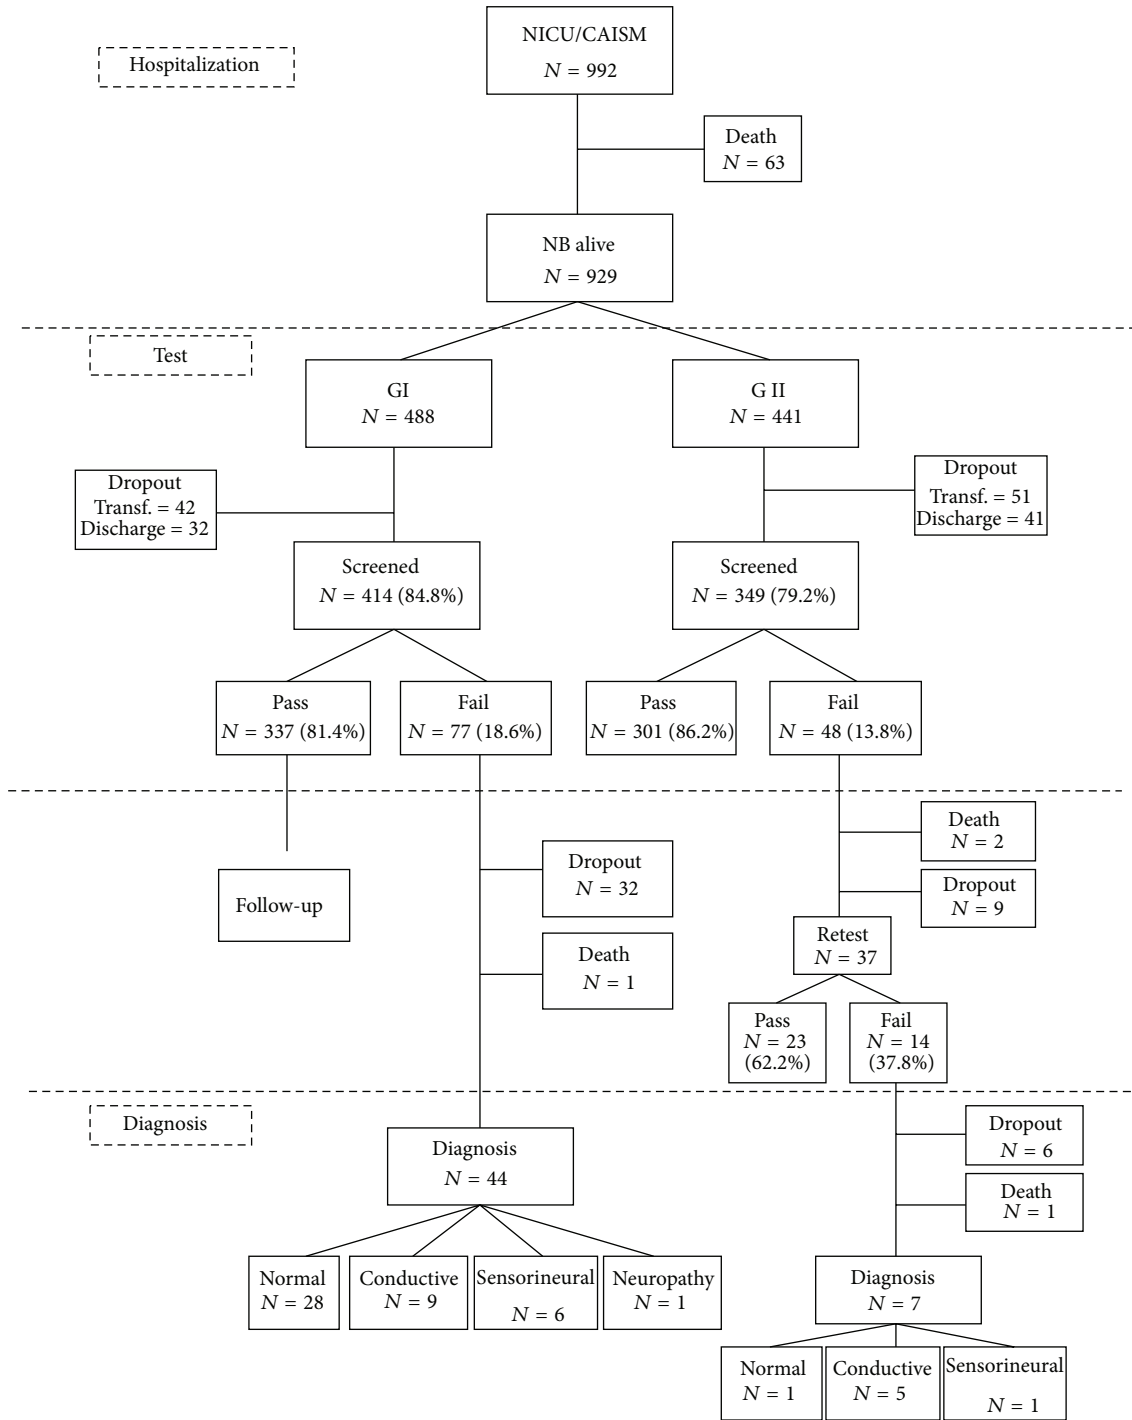 NICU/CAISM
N = 992
Hospitalization
Death
N = 63
NB alive
N = 929
Test
GI
N = 488
G II
N = 441
Dropout
Transf. = 42
Discharge = 32
Dropout
Transf. = 51
Discharge = 41
Screened
N = 414 (84.8%)
Screened
N = 349 (79.2%)
Pass
N = 337 (81.4%)
Fail
N = 77 (18.6%)
Pass
N = 301 (86.2%)
Fail
N = 48 (13.8%)
Follow-up
Dropout
N = 32
Death
N = 1
Death
N = 2
Dropout
N = 9
Retest
N = 37
Pass
N = 23
(62.2%)
Fail
N = 14
(37.8%)
Diagnosis
Diagnosis
N = 44
Normal
N = 28
Conductive
N = 9
Sensorineural
N = 6
Neuropathy
N = 1
Dropout
N = 6
Death
N = 1
Diagnosis
N = 7
Normal
N = 1
Conductive
N = 5
Sensorineural
N = 1